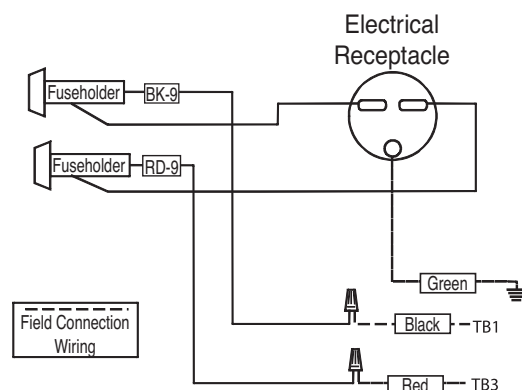 Electrical
Receptacle
Fuseholder
BK-9
Fuseholder
RD-9
Green
Field Connection
Wiring
Black
TB1
Red
TB3